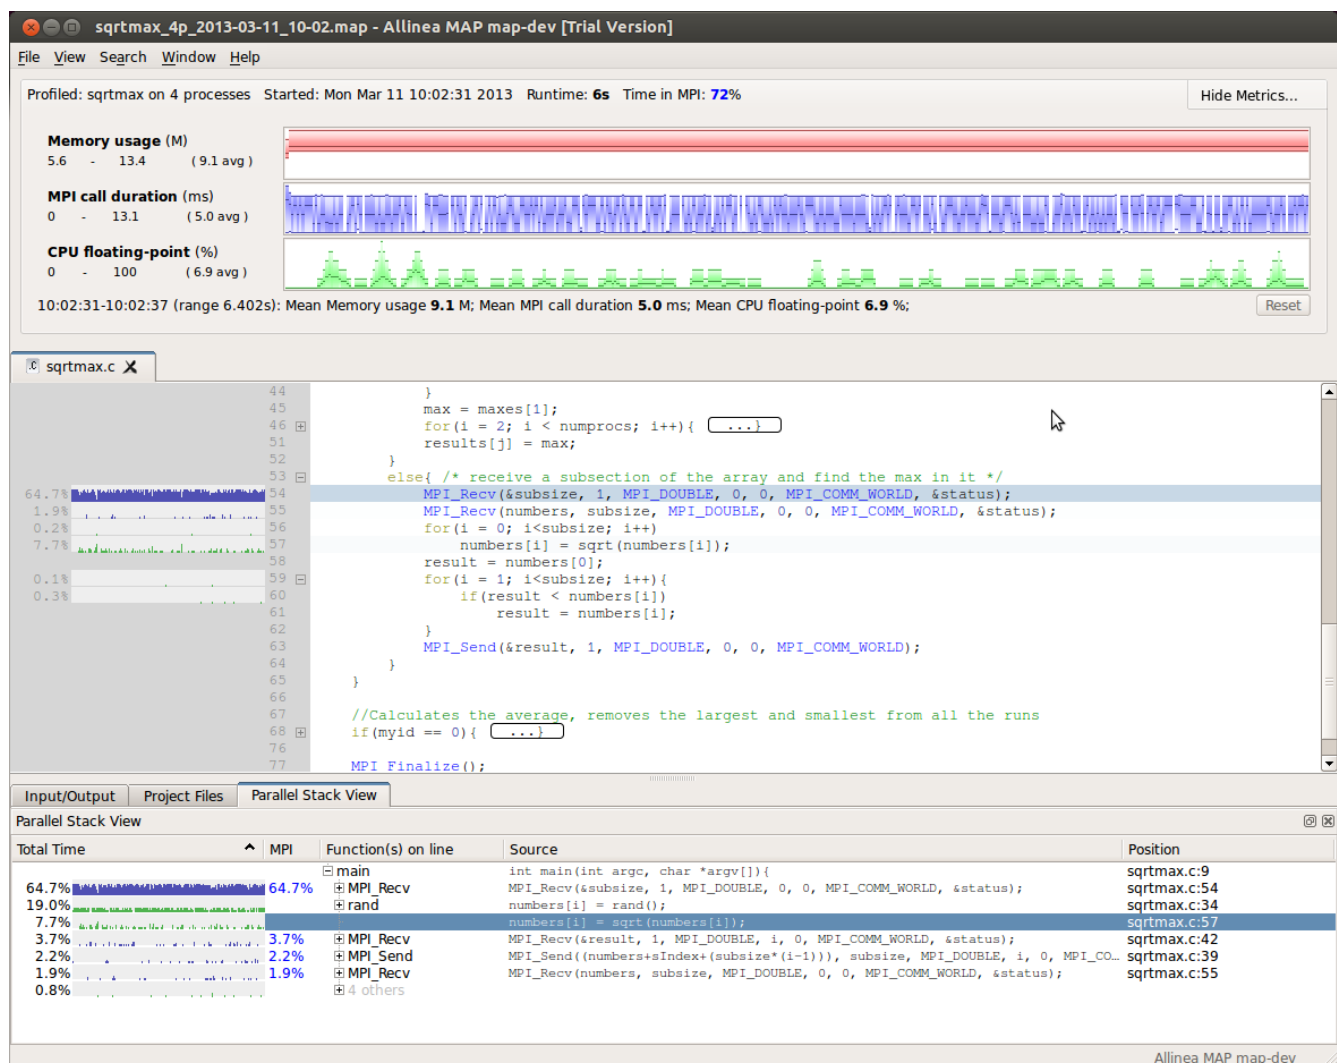 sqrtmax_4p_2013-03-11_10-02.map - Allinea MAP map-dev [Trial Version]
File View Search Window Help
Profiled: sqrtmax on 4 processes Started: Mon Mar 11 10:02:31 2013 Runtime: 6s Time in MPI: 72%
Hide Metrics...
Memory usage (M)
5.6 - 13.4 ( 9.1 avg )
MPI call duration (ms)
0 - 13.1 ( 5.0 avg )
CPU floating-point (%)
0 - 100 ( 6.9 avg )
10:02:31-10:02:37 (range 6.402s): Mean Memory usage 9.1 M; Mean MPI call duration 5.0 ms; Mean CPU floating-point 6.9 %;
Reset
.c sqrtmax.c X
44 }
45 max = maxes[1];
46 for(i = 2; i < numprocs; i++){ ...}
51 results[j] = max;
52 }
53 else{ /* receive a subsection of the array and find the max in it */
64.7% 54 MPI_Recv(&subsize, 1, MPI_DOUBLE, 0, 0, MPI_COMM_WORLD, &status);
1.9% 55 MPI_Recv(numbers, subsize, MPI_DOUBLE, 0, 0, MPI_COMM_WORLD, &status);
0.2% 56 for(i = 0; i<subsize; i++)
7.7% 57 numbers[i] = sqrt(numbers[i]);
58 result = numbers[0];
0.1% 59 for(i = 1; i<subsize; i++){
0.3% 60 if(result < numbers[i])
61 result = numbers[i];
62 }
63 MPI_Send(&result, 1, MPI_DOUBLE, 0, 0, MPI_COMM_WORLD);
64 }
65 }
66
67 //Calculates the average, removes the largest and smallest from all the runs
68 if(myid == 0){ ...}
76
77 MPI_Finalize();
Input/Output Project Files Parallel Stack View
Parallel Stack View
Total Time MPI Function(s) on line Source Position
main int main(int argc, char *argv[]){ sqrtmax.c:9
64.7% 64.7% MPI_Recv MPI_Recv(&subsize, 1, MPI_DOUBLE, 0, 0, MPI_COMM_WORLD, &status); sqrtmax.c:54
19.0% rand numbers[i] = rand(); sqrtmax.c:34
7.7% numbers[i] = sqrt(numbers[i]); sqrtmax.c:57
3.7% 3.7% MPI_Recv MPI_Recv(&result, 1, MPI_DOUBLE, i, 0, MPI_COMM_WORLD, &status); sqrtmax.c:42
2.2% 2.2% MPI_Send MPI_Send((numbers+sIndex+(subsize*(i-1))), subsize, MPI_DOUBLE, i, 0, MPI_CO... sqrtmax.c:39
1.9% 1.9% MPI_Recv MPI_Recv(numbers, subsize, MPI_DOUBLE, 0, 0, MPI_COMM_WORLD, &status); sqrtmax.c:55
0.8% 4 others
Allinea MAP map-dev